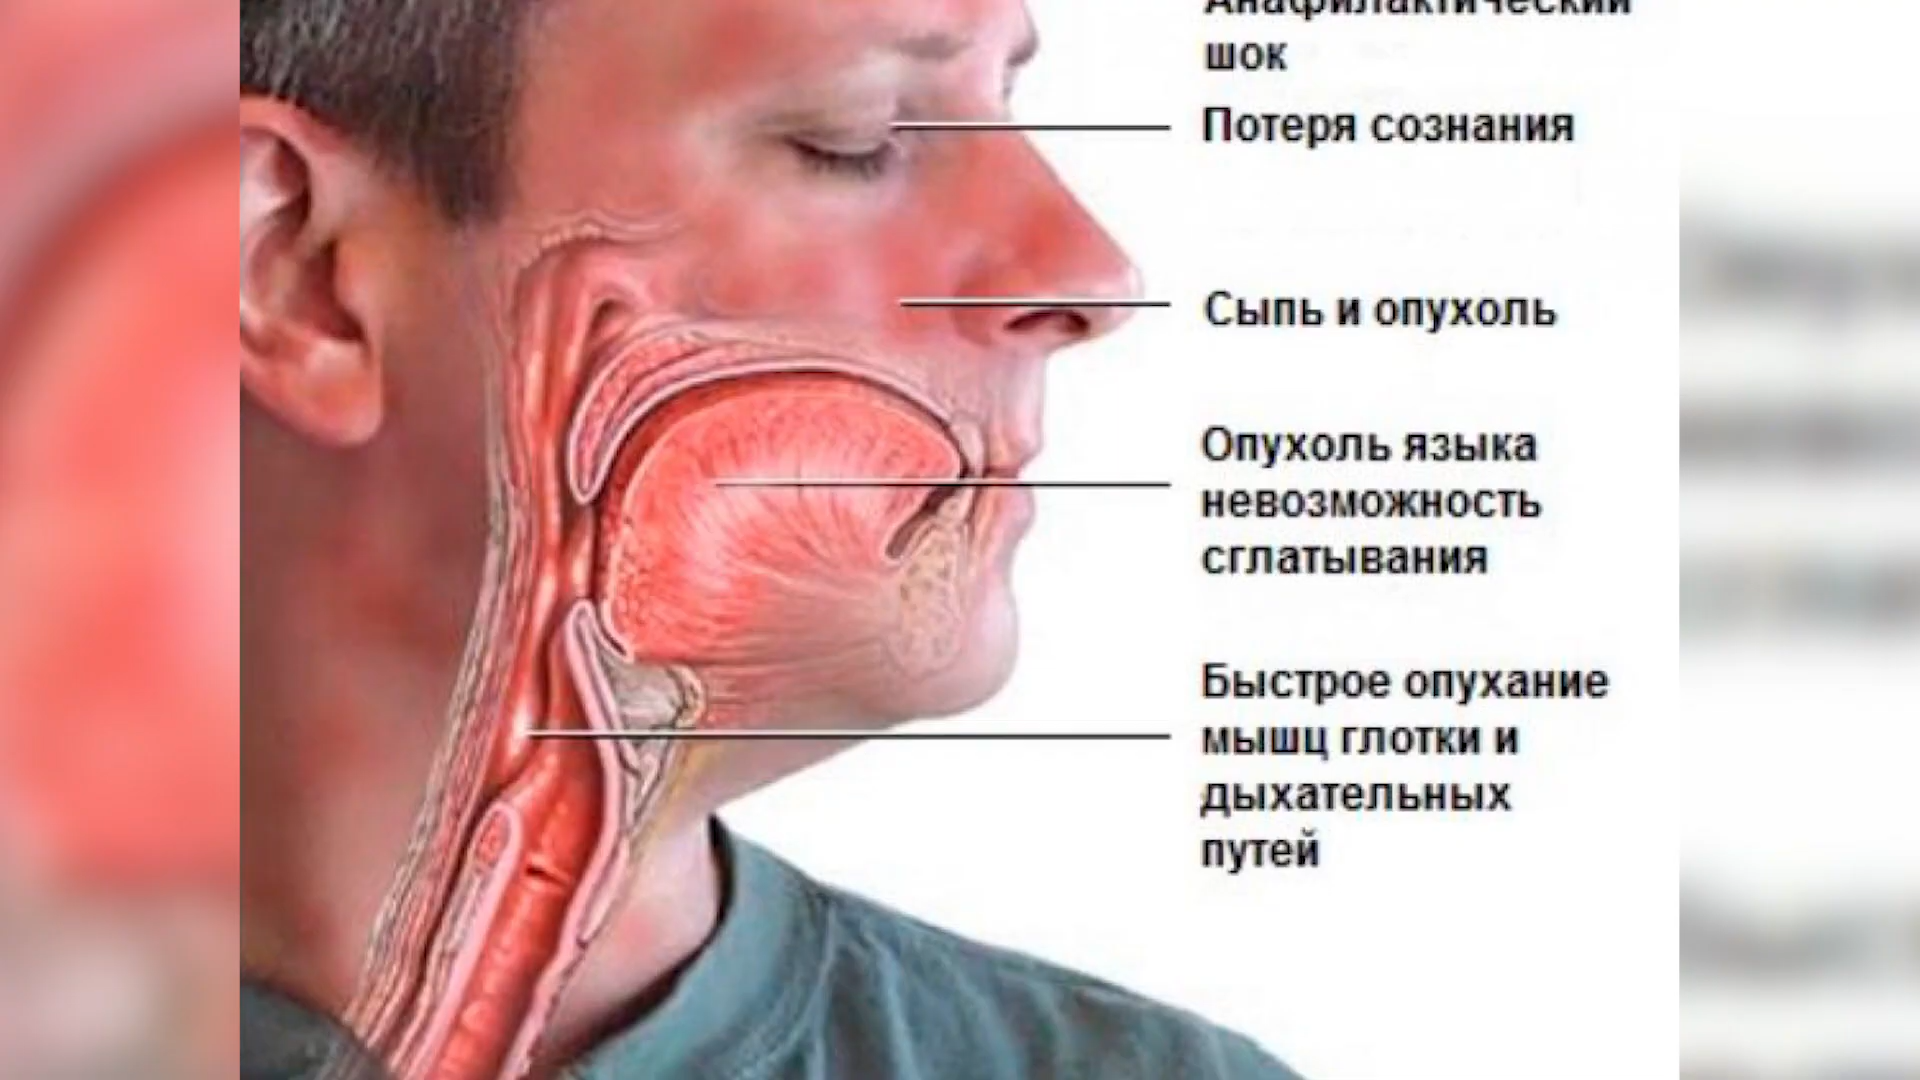 Анафилактический
шок
Потеря сознания
Сыпь и опухоль
Опухоль языка
невозможность
сглатывания
Быстрое опухание
мышц глотки и
дыхательных
путей